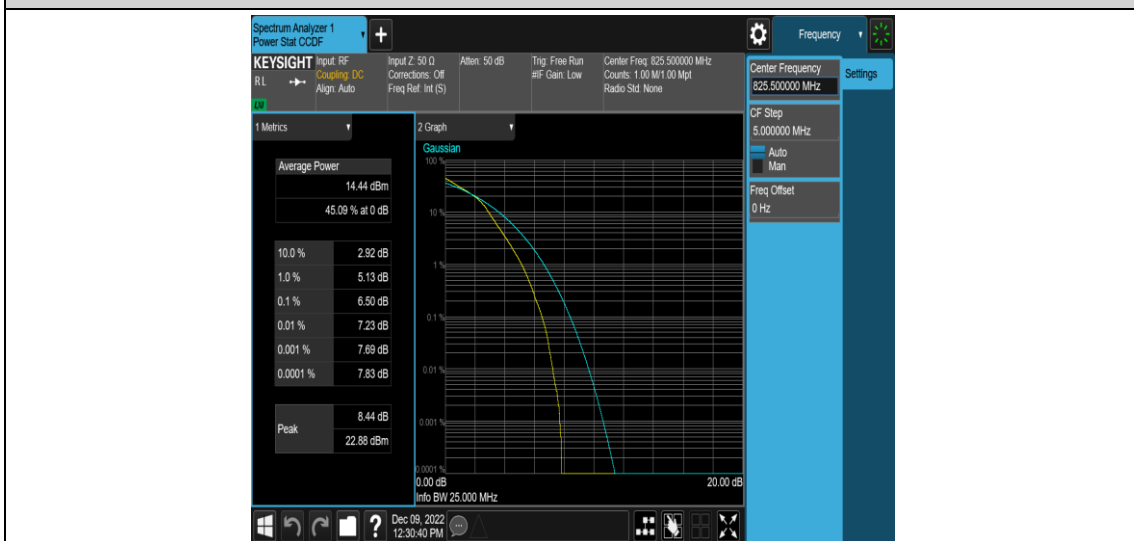 Spectrum Analyzer 1
Power Stat CCDF
+
Frequency
KEYSIGHT
RL
Input: RF
Coupling: DC
Align: Auto
Input Z: 50 Ω
Corrections: Off
Freq Ref: Int (S)
Atten: 50 dB
Trig: Free Run
#IF Gain: Low
Center Freq: 825.500000 MHz
Counts: 1.00 M/1.00 Mpt
Radio Std: None
Center Frequency
825.500000 MHz
Settings
CF Step
5.000000 MHz
Auto
Man
Freq Offset
0 Hz
1 Metrics
Average Power
14.44 dBm
45.09 % at 0 dB
10.0 % 2.92 dB
1.0 % 5.13 dB
0.1 % 6.50 dB
0.01 % 7.23 dB
0.001 % 7.69 dB
0.0001 % 7.83 dB
Peak
8.44 dB
22.88 dBm
2 Graph
Gaussian
100 %
10 %
1 %
0.1 %
0.01 %
0.001 %
0.0001 %
0.00 dB 20.00 dB
Info BW 25.000 MHz
?
Dec 09, 2022
12:30:40 PM